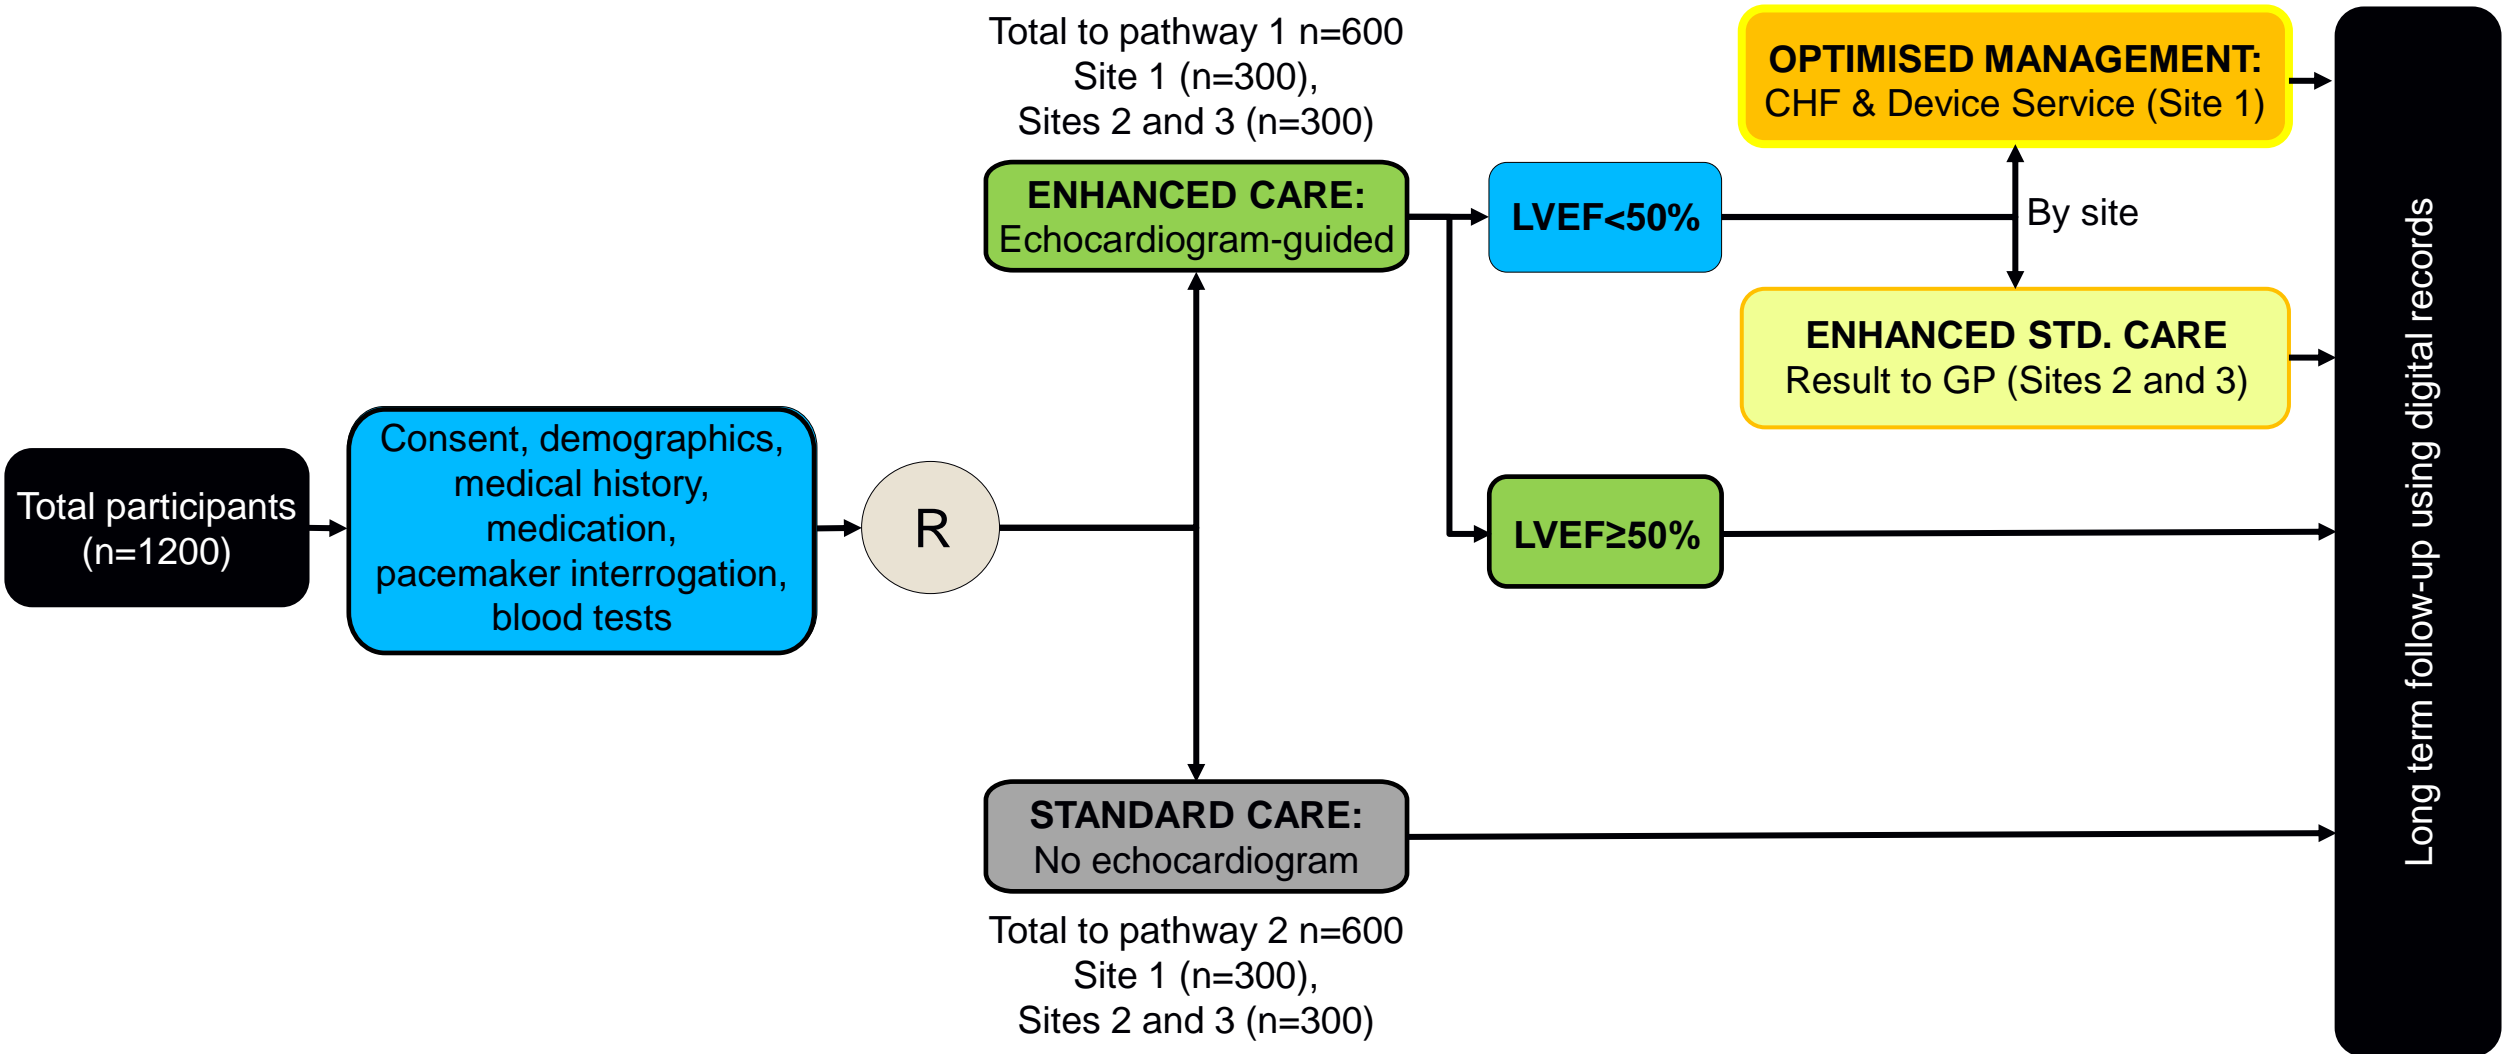 Total participants
(n=1200)
Consent, demographics,
medical history,
medication,
pacemaker interrogation,
blood tests
R
Total to pathway 1 n=600
Site 1 (n=300),
Sites 2 and 3 (n=300)
ENHANCED CARE:
Echocardiogram-guided
STANDARD CARE:
No echocardiogram
Total to pathway 2 n=600
Site 1 (n=300),
Sites 2 and 3 (n=300)
LVEF<50%
LVEF≥50%
By site
OPTIMISED MANAGEMENT:
CHF & Device Service (Site 1)
ENHANCED STD. CARE
Result to GP (Sites 2 and 3)
Long term follow-up using digital records